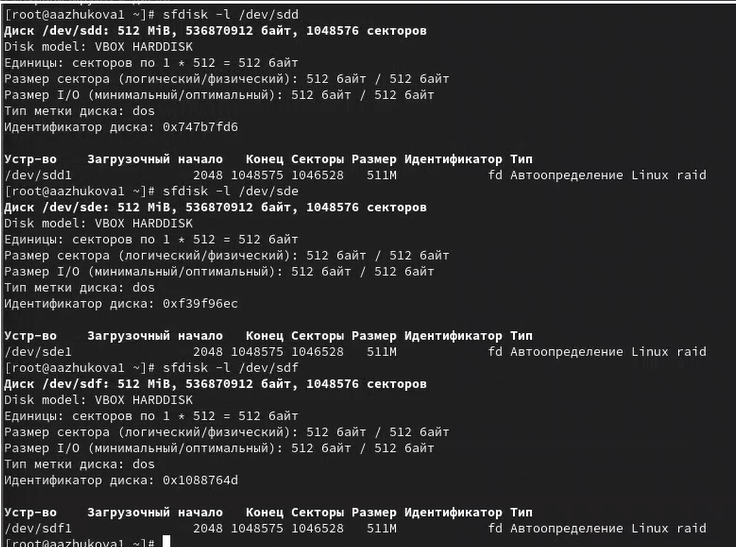 [root@aazhukova1 ~]# sfdisk -l /dev/sdd
Диск /dev/sdd: 512 MiB, 536870912 байт, 1048576 секторов
Disk model: VBOX HARDDISK
Единицы: секторов по 1 * 512 = 512 байт
Размер сектора (логический/физический): 512 байт / 512 байт
Размер I/O (минимальный/оптимальный): 512 байт / 512 байт
Тип метки диска: dos
Идентификатор диска: 0x747b7fd6
Устр-во Загрузочный начало Конец Секторы Размер Идентификатор Тип
/dev/sdd1 2048 1048575 1046528 511M fd Автоопределение Linux raid
[root@aazhukova1 ~]# sfdisk -l /dev/sde
Диск /dev/sde: 512 MiB, 536870912 байт, 1048576 секторов
Disk model: VBOX HARDDISK
Единицы: секторов по 1 * 512 = 512 байт
Размер сектора (логический/физический): 512 байт / 512 байт
Размер I/O (минимальный/оптимальный): 512 байт / 512 байт
Тип метки диска: dos
Идентификатор диска: 0xf39f96ec
Устр-во Загрузочный начало Конец Секторы Размер Идентификатор Тип
/dev/sde1 2048 1048575 1046528 511M fd Автоопределение Linux raid
[root@aazhukova1 ~]# sfdisk -l /dev/sdf
Диск /dev/sdf: 512 MiB, 536870912 байт, 1048576 секторов
Disk model: VBOX HARDDISK
Единицы: секторов по 1 * 512 = 512 байт
Размер сектора (логический/физический): 512 байт / 512 байт
Размер I/O (минимальный/оптимальный): 512 байт / 512 байт
Тип метки диска: dos
Идентификатор диска: 0x1088764d
Устр-во Загрузочный начало Конец Секторы Размер Идентификатор Тип
/dev/sdf1 2048 1048575 1046528 511M fd Автоопределение Linux raid
[root@aazhukova1 ~]#